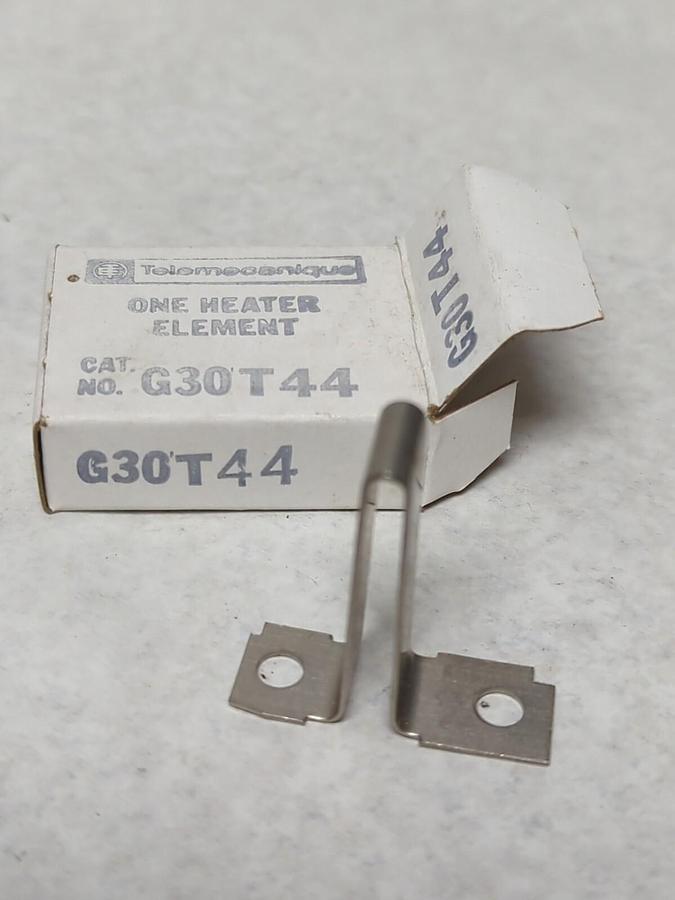 Telemecanique
ONE HEATER
ELEMENT
CAT.
NO. G30T44
G30T44
G30T44